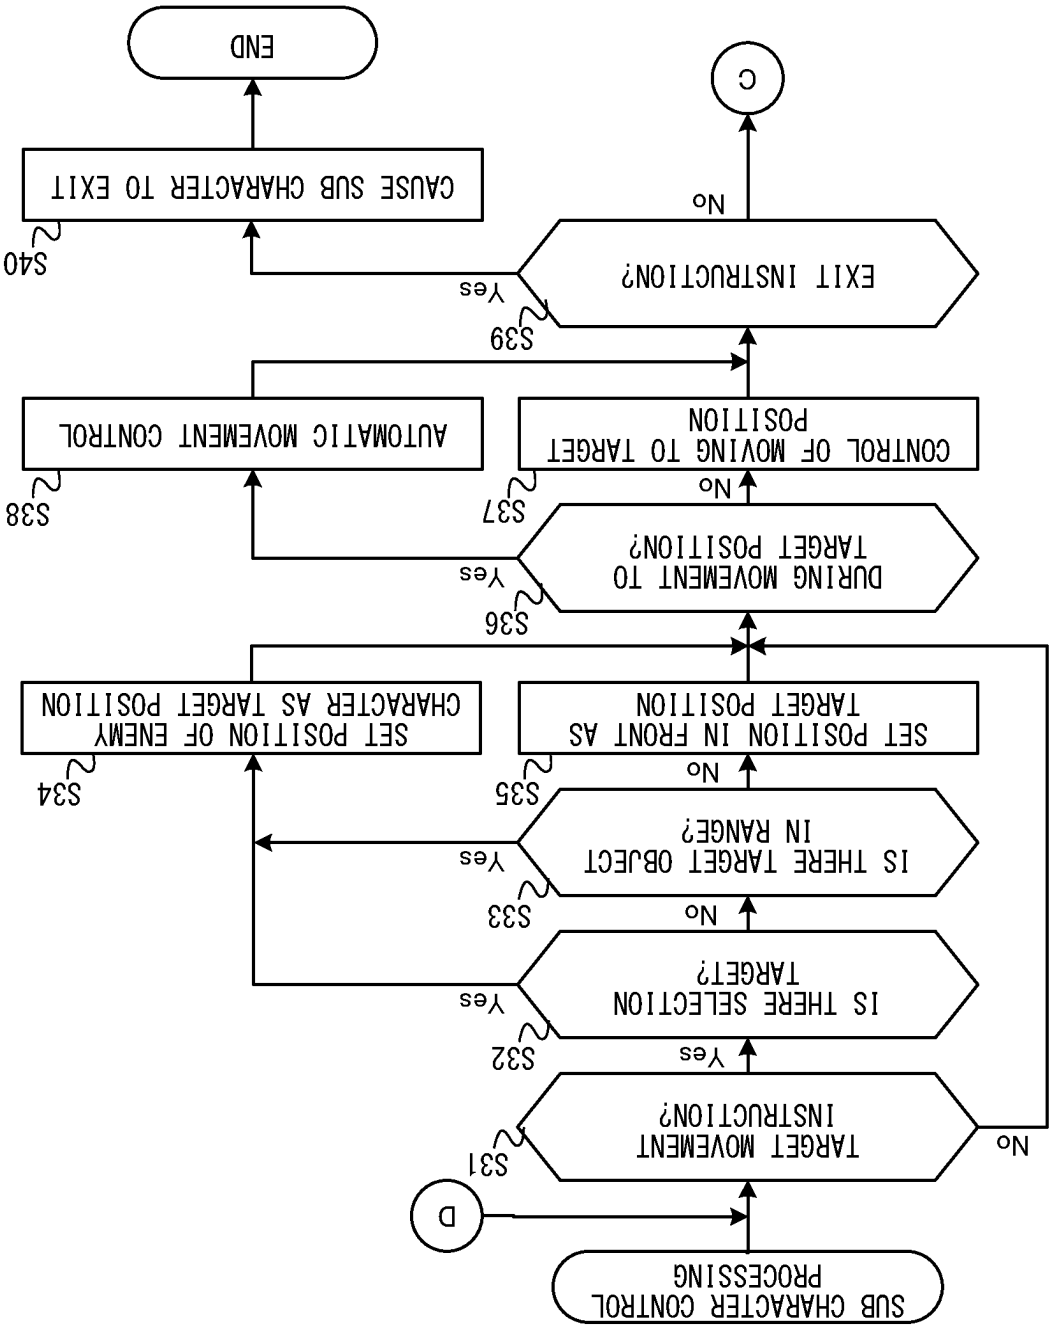 SUB CHARACTER CONTROL
PROCESSING
D
S31
TARGET MOVEMENT
INSTRUCTION?
No
Yes
S32
IS THERE SELECTION
TARGET?
Yes
No
S33
IS THERE TARGET OBJECT
IN RANGE?
Yes
No
S35
SET POSITION IN FRONT AS
TARGET POSITION
S34
SET POSITION OF ENEMY
CHARACTER AS TARGET POSITION
S36
DURING MOVEMENT TO
TARGET POSITION?
Yes
No
S37
CONTROL OF MOVING TO TARGET
POSITION
S38
AUTOMATIC MOVEMENT CONTROL
S39
EXIT INSTRUCTION?
Yes
No
S40
CAUSE SUB CHARACTER TO EXIT
C
END